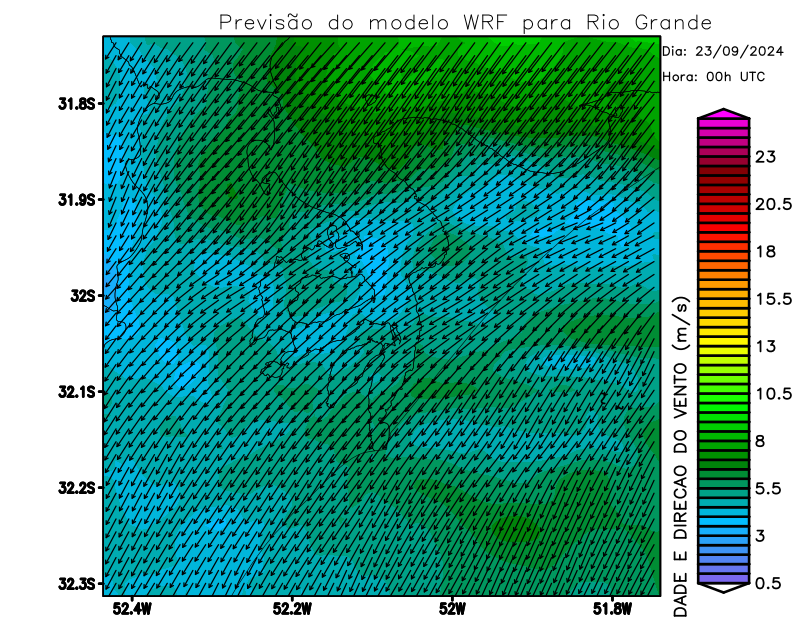 Previsão do modelo WRF para Rio Grande
Dia: 23/09/2024
Hora: 00h UTC
31.8S
31.9S
32S
32.1S
32.2S
32.3S
52.4W
52.2W
52W
51.8W
DADE E DIRECAO DO VENTO (m/s)
23
20.5
18
15.5
13
10.5
8
5.5
3
0.5